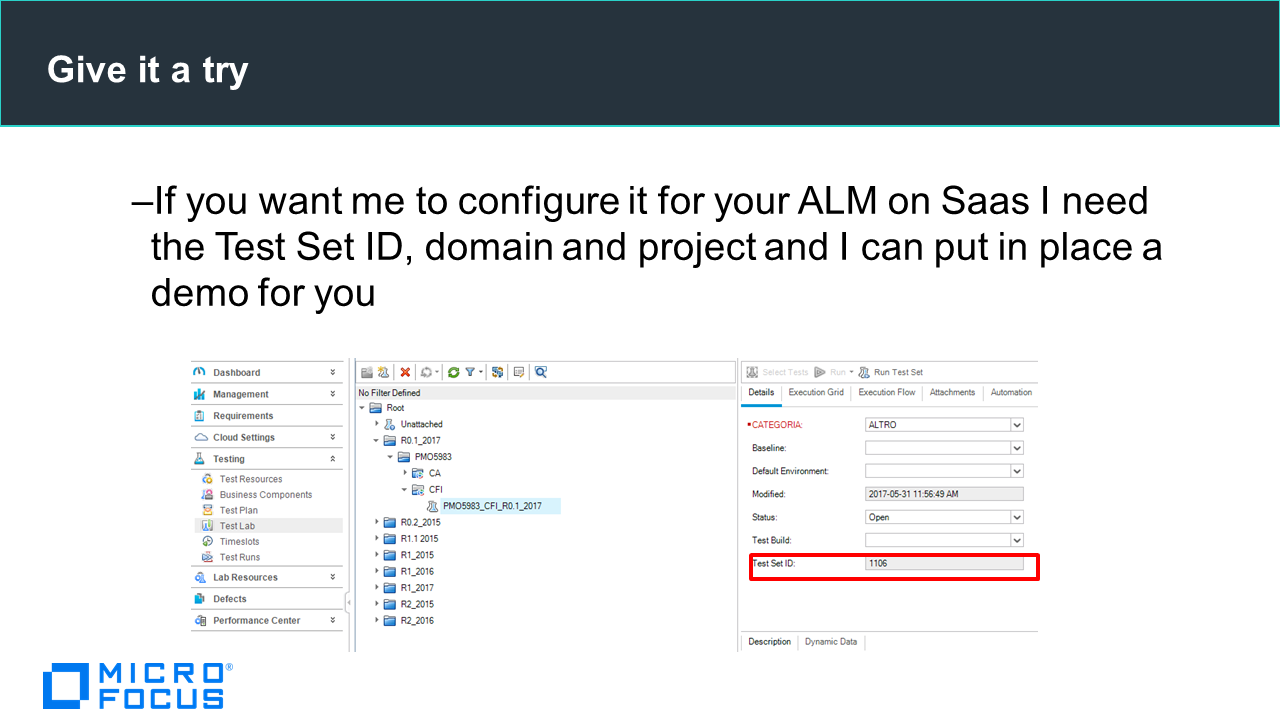 Give it a try
–If you want me to configure it for your ALM on Saas I need
the Test Set ID, domain and project and I can put in place a
demo for you
Dashboard
Management
Requirements
Cloud Settings
Testing
Test Resources
Business Components
Test Plan
Test Lab
Timeslots
Test Runs
Lab Resources
Defects
Performance Center
No Filter Defined
Root
Unattached
R0.1_2017
PMO5983
CA
CFI
PMO5983_CFI_R0.1_2017
R0.2_2015
R1.1 2015
R1_2015
R1_2016
R1_2017
R2_2015
R2_2016
Select Tests Run Run Test Set
Details Execution Grid Execution Flow Attachments Automation
*CATEGORIA: ALTRO
Baseline:
Default Environment:
Modified: 2017-05-31 11:56:49 AM
Status: Open
Test Build:
Test Set ID: 1106
Description Dynamic Data
MICRO
FOCUS®